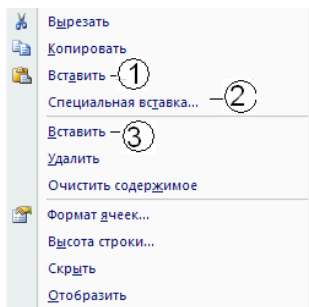 Вырезать
Копировать
Вставить – 1
Специальная вставка... – 2
Вставить – 3
Удалить
Очистить содержимое
Формат ячеек...
Высота строки...
Скрыть
Отобразить